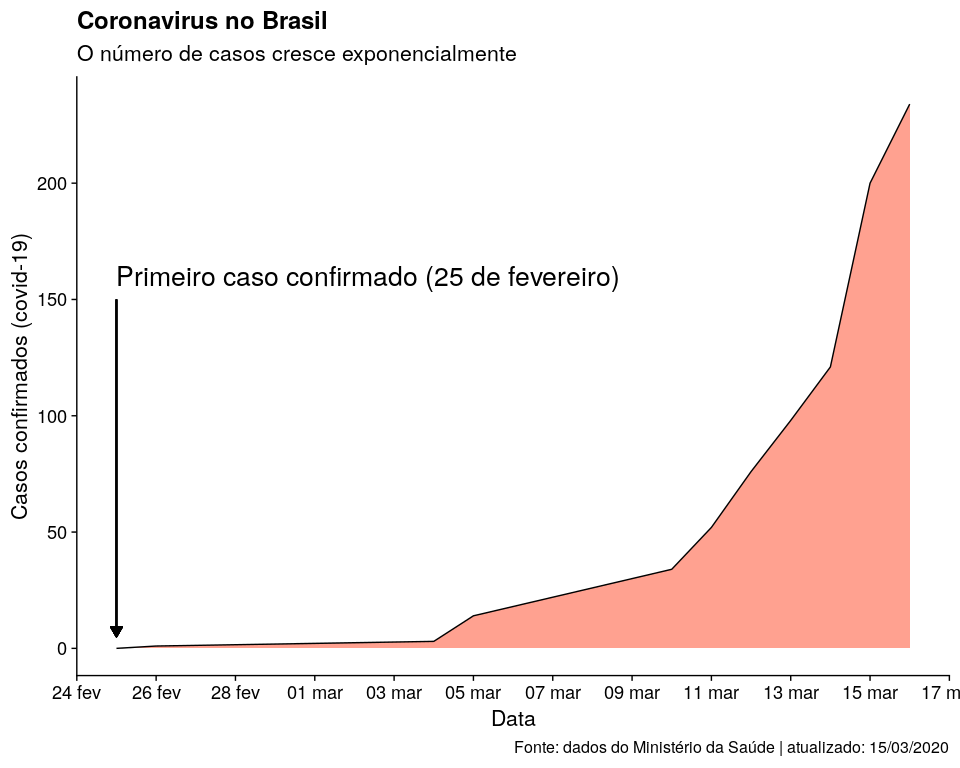 Coronavirus no Brasil
O número de casos cresce exponencialmente
Casos confirmados (covid-19)
200
150
100
50
0
Primeiro caso confirmado (25 de fevereiro)
24 fev 26 fev 28 fev 01 mar 03 mar 05 mar 07 mar 09 mar 11 mar 13 mar 15 mar 17 m
Data
Fonte: dados do Ministério da Saúde | atualizado: 15/03/2020